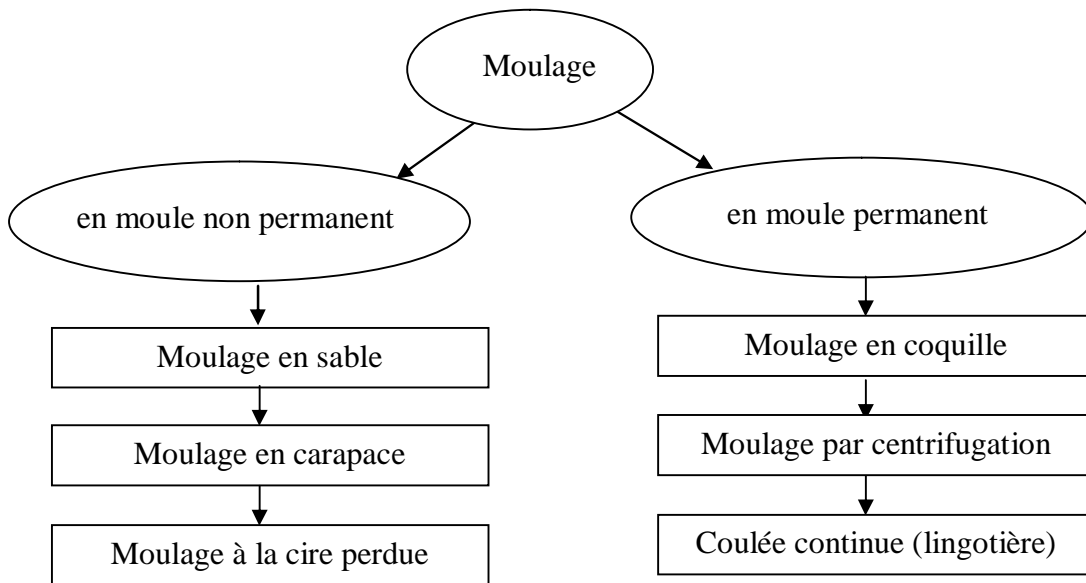 Moulage
en moule non permanent
en moule permanent
Moulage en sable
Moulage en coquille
Moulage en carapace
Moulage par centrifugation
Moulage à la cire perdue
Coulée continue (lingotière)